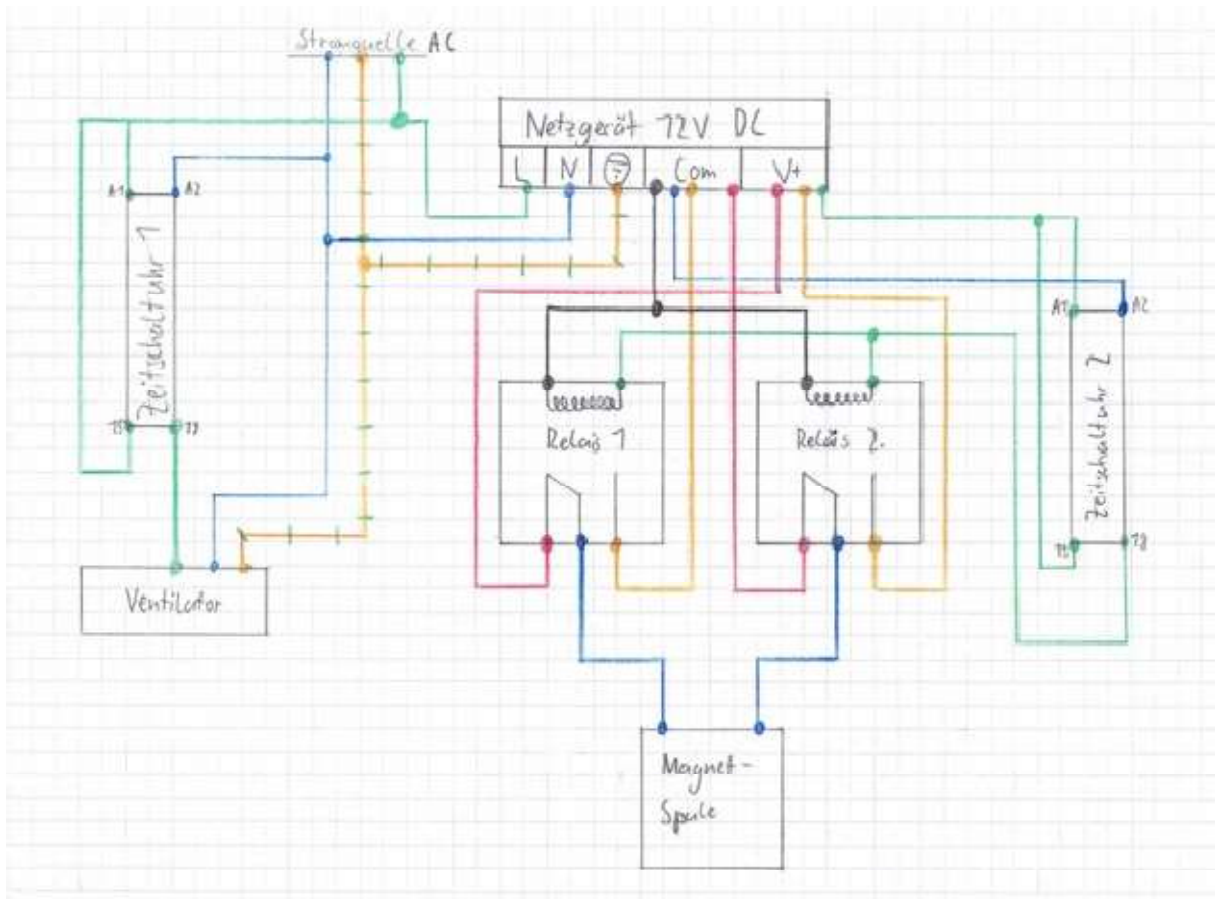 Stromquelle AC
Netzgerät 12V DC
L N Com V+
A1 A2
Zeitschaltuhr 1
15 18
A1 A2
Zeitschaltuhr 2
15 18
Relais 1
Relais 2.
Ventilator
Magnet-
Spule